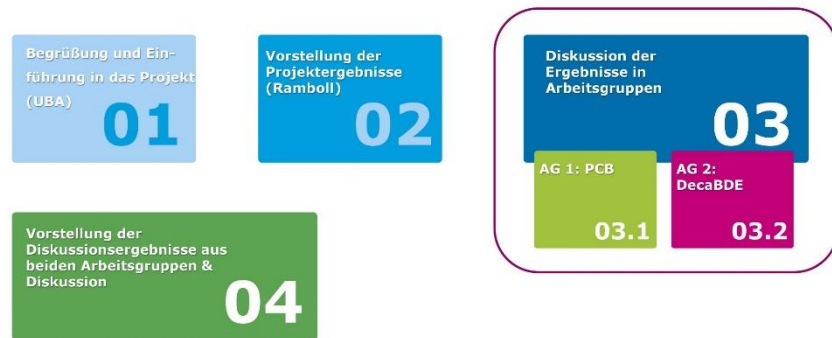 Begrüßung und Ein-
führung in das Projekt
(UBA)
01
Vorstellung der
Projektergebnisse
(Ramboll)
02
Diskussion der
Ergebnisse in
Arbeitsgruppen
03
AG 1: PCB
03.1
AG 2:
DecaBDE
03.2
Vorstellung der
Diskussionsergebnisse aus
beiden Arbeitsgruppen &
Diskussion
04